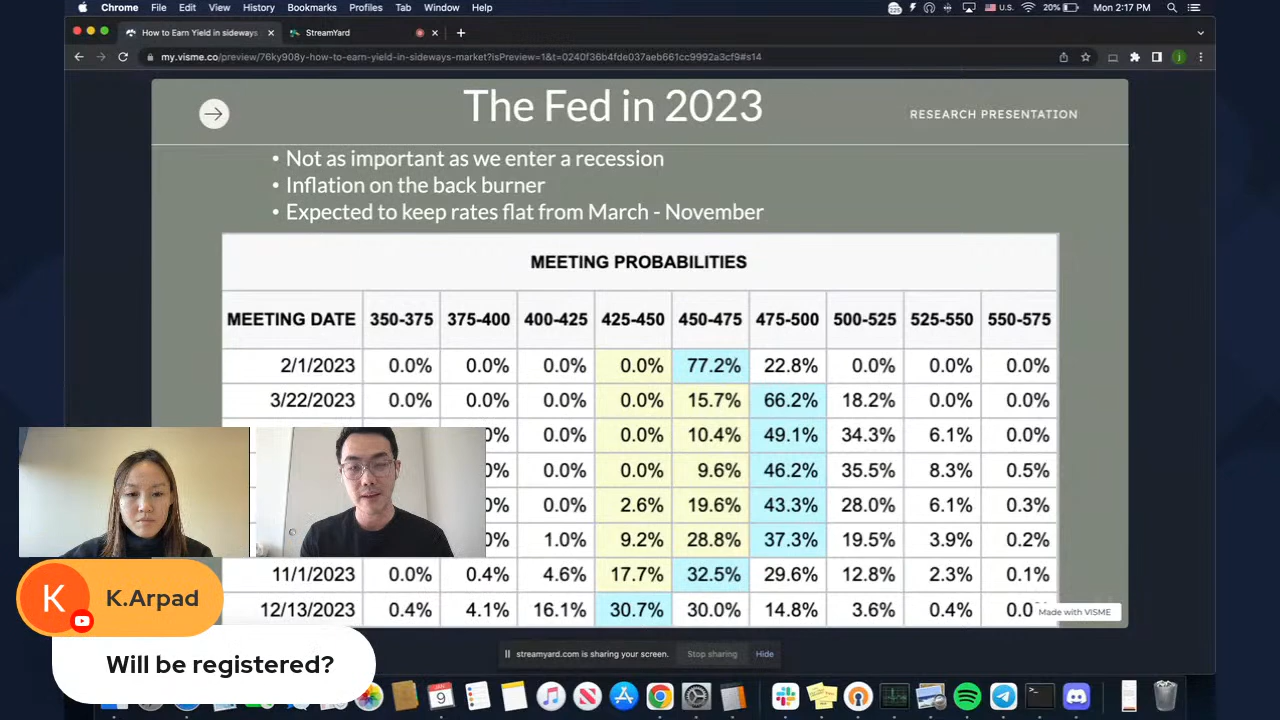 Chrome File Edit View History Bookmarks Profiles Tab Window Help 225 U.S. 20% Mon 2:17 PM
How to Earn Yield in sideways StreamYard
my.visme.co/preview/76ky908y-how-to-earn-yield-in-sideways-market?isPreview=1&t=0240f36b4fde037aeb661cc9992a3cf9#s14
The Fed in 2023
RESEARCH PRESENTATION
• Not as important as we enter a recession
• Inflation on the back burner
• Expected to keep rates flat from March - November
MEETING PROBABILITIES
MEETING DATE 350-375 375-400 400-425 425-450 450-475 475-500 500-525 525-550 550-575
2/1/2023 0.0% 0.0% 0.0% 0.0% 77.2% 22.8% 0.0% 0.0% 0.0%
3/22/2023 0.0% 0.0% 0.0% 0.0% 15.7% 66.2% 18.2% 0.0% 0.0%
0% 0.0% 0.0% 10.4% 49.1% 34.3% 6.1% 0.0%
0% 0.0% 0.0% 9.6% 46.2% 35.5% 8.3% 0.5%
0% 0.0% 2.6% 19.6% 43.3% 28.0% 6.1% 0.3%
0% 1.0% 9.2% 28.8% 37.3% 19.5% 3.9% 0.2%
11/1/2023 0.0% 0.4% 4.6% 17.7% 32.5% 29.6% 12.8% 2.3% 0.1%
12/13/2023 0.4% 4.1% 16.1% 30.7% 30.0% 14.8% 3.6% 0.4% 0.0
Made with VISME
K K.Arpad
Will be registered?
streamyard.com is sharing your screen. Stop sharing Hide
9